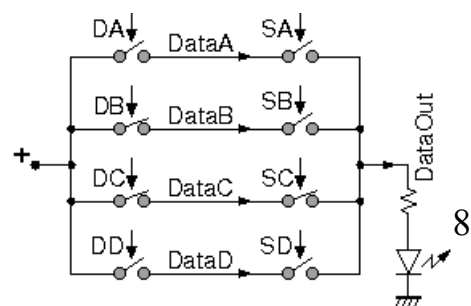 DA DataA SA
DB DataB SB
DC DataC SC
DD DataD SD
+
DataOut
8